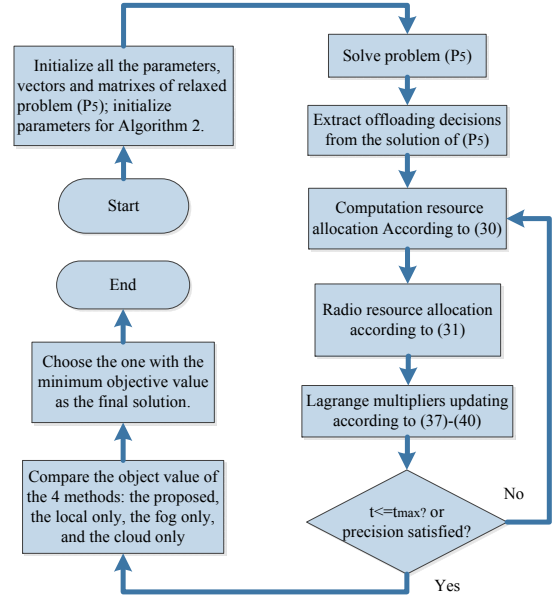 Initialize all the parameters,
vectors and matrixes of relaxed
problem (P5); initialize
parameters for Algorithm 2.
Start
Solve problem (P5)
Extract offloading decisions
from the solution of (P5)
Computation resource
allocation According to (30)
Radio resource allocation
according to (31)
Lagrange multipliers updating
according to (37)-(40)
t<=tmax? or
precision satisfied?
No
Yes
Compare the object value of
the 4 methods: the proposed,
the local only, the fog only,
and the cloud only
Choose the one with the
minimum objective value
as the final solution.
End